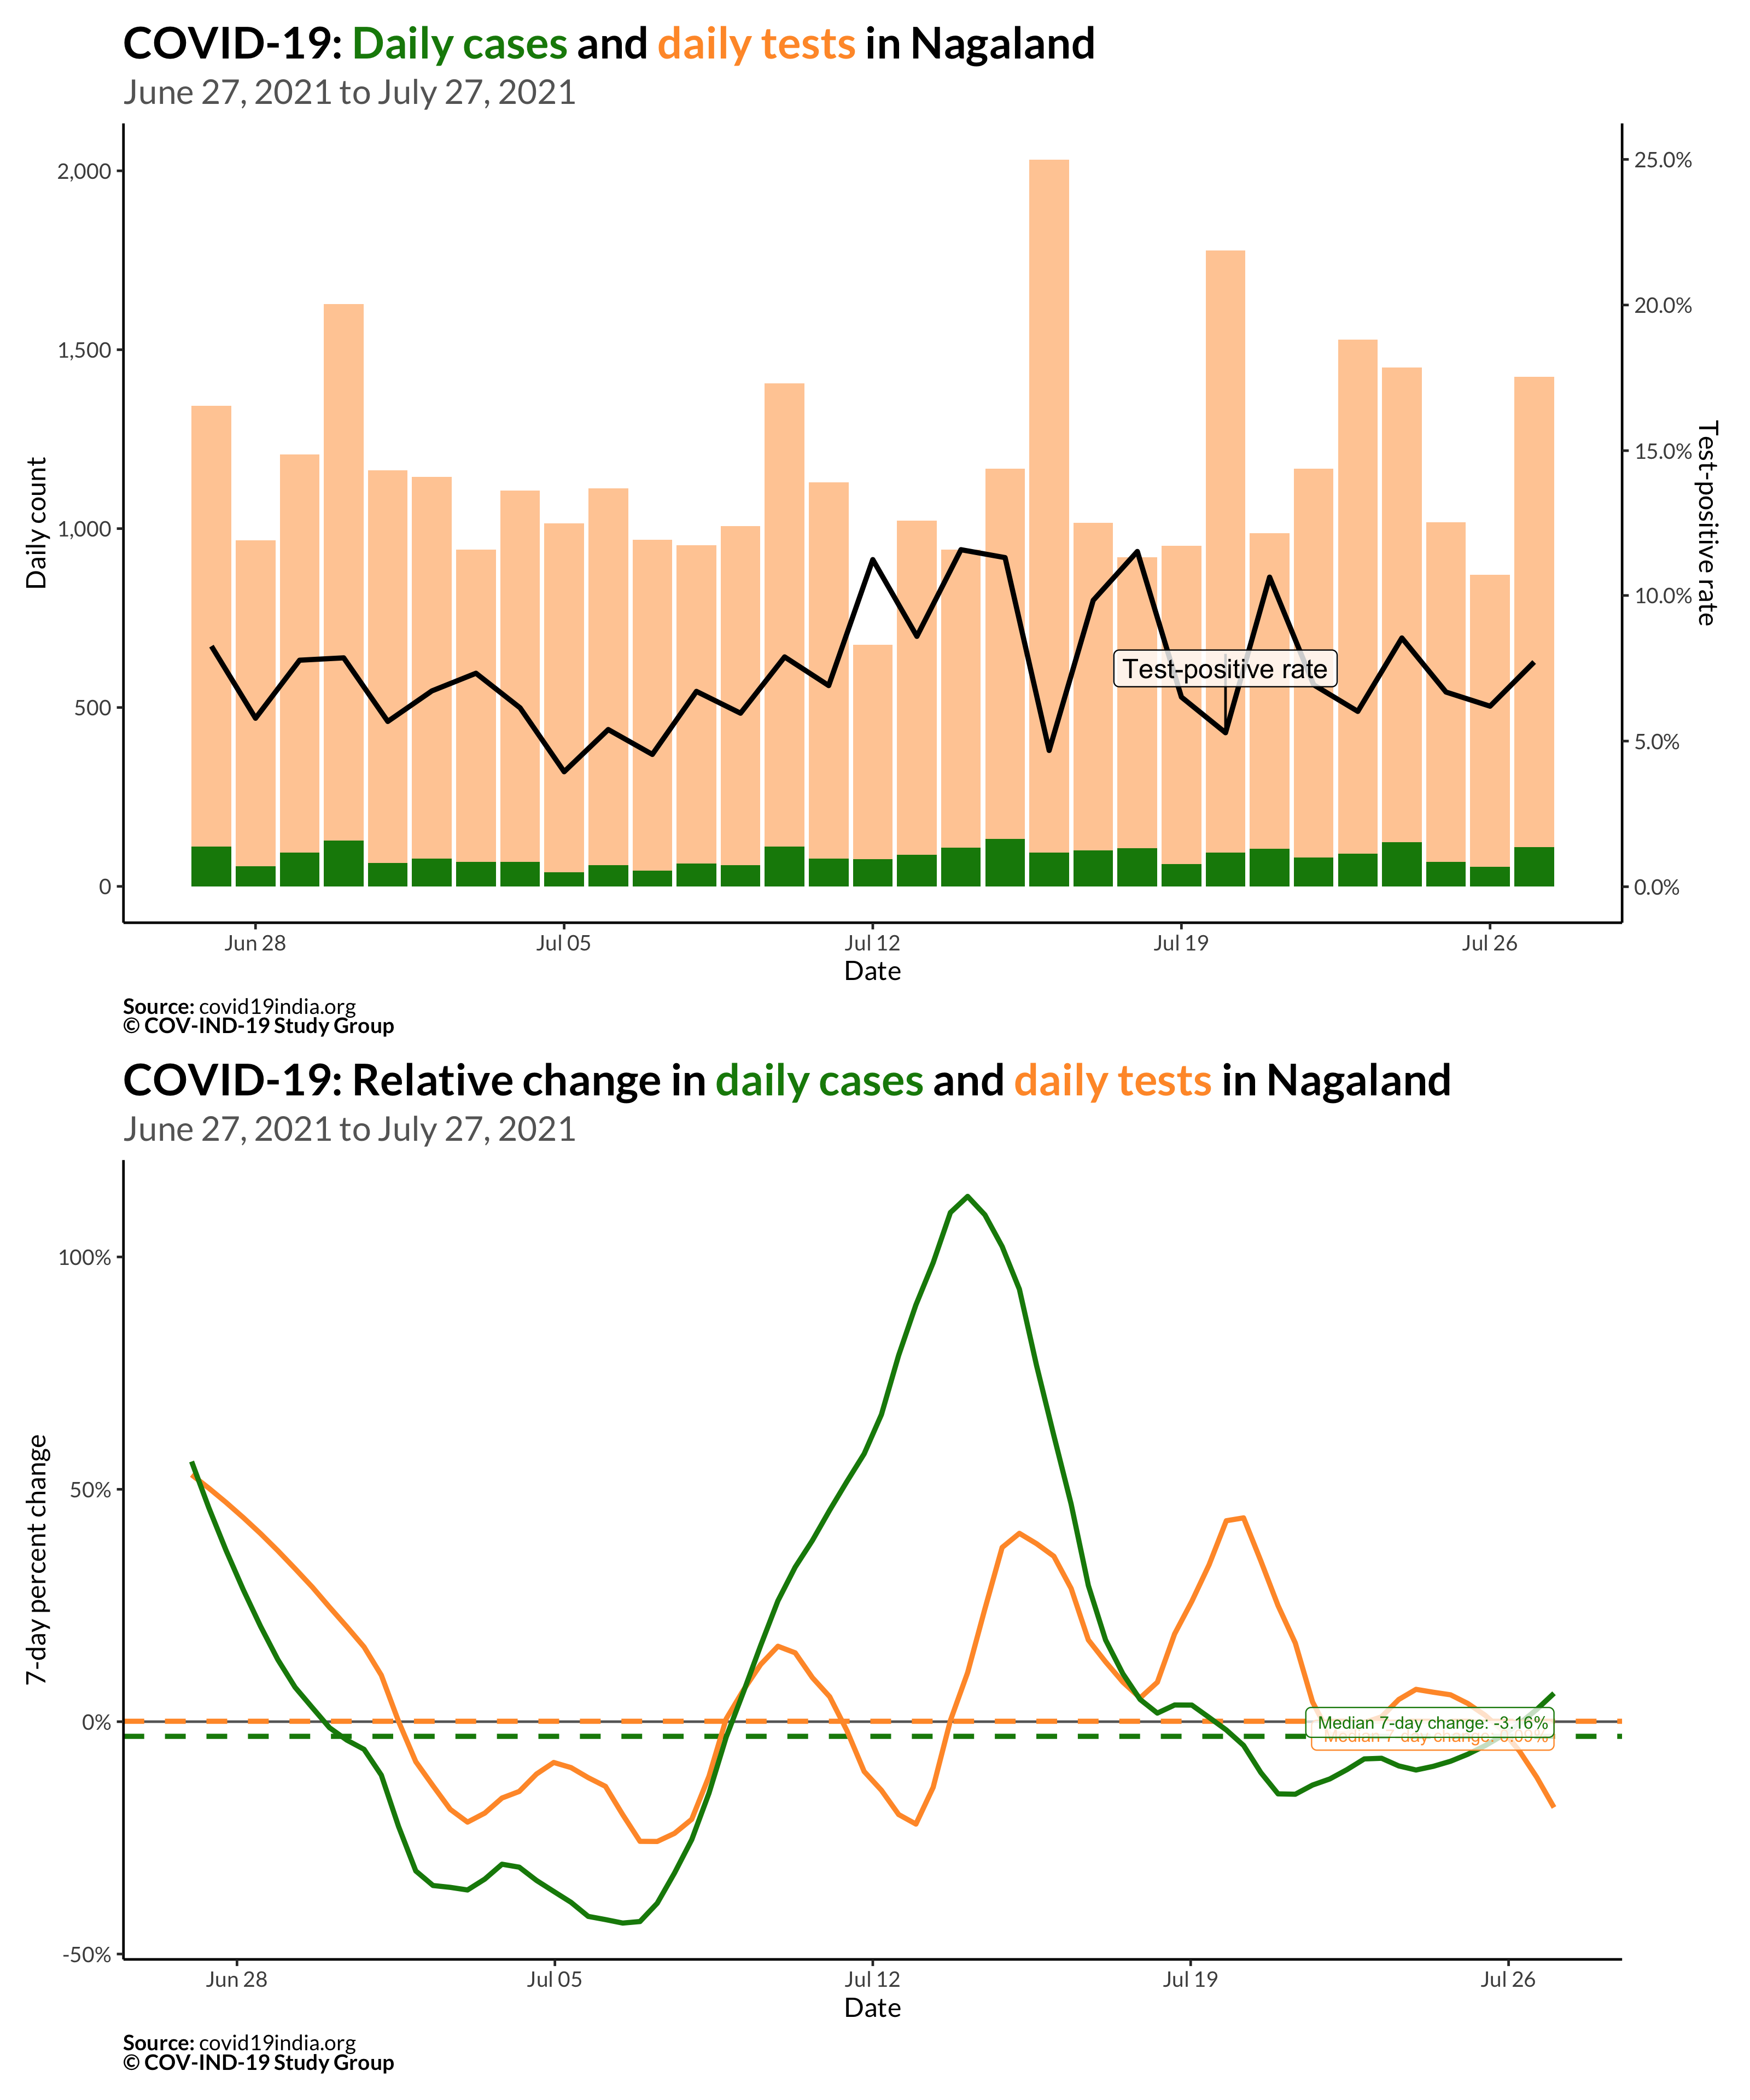 COVID-19: Daily cases and daily tests in Nagaland
June 27, 2021 to July 27, 2021
2,000
1,500
1,000
500
0
Daily count
25.0%
20.0%
15.0%
10.0%
5.0%
0.0%
Test-positive rate
Test-positive rate
Jun 28
Jul 05
Jul 12
Jul 19
Jul 26
Date
Source: covid19india.org
© COV-IND-19 Study Group
COVID-19: Relative change in daily cases and daily tests in Nagaland
June 27, 2021 to July 27, 2021
100%
50%
0%
-50%
7-day percent change
Median 7-day change: -3.16%
Median 7-day change:
Jun 28
Jul 05
Jul 12
Jul 19
Jul 26
Date
Source: covid19india.org
© COV-IND-19 Study Group